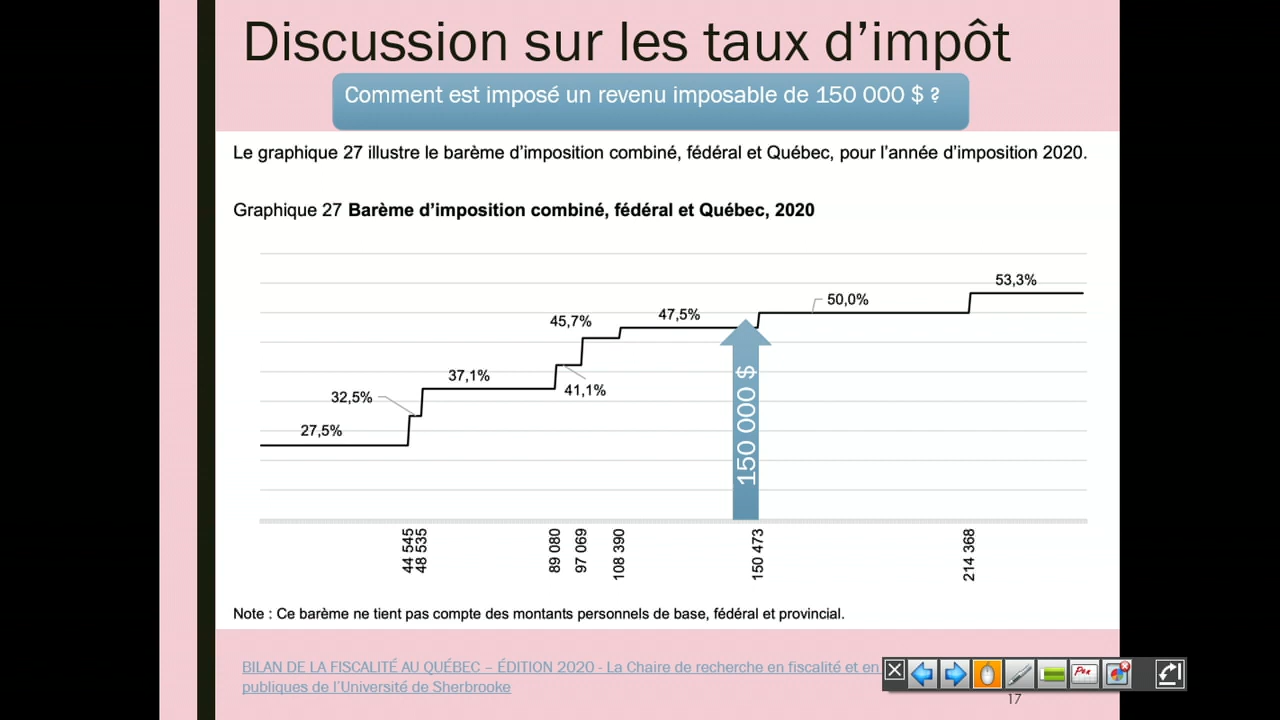 Discussion sur les taux d’impôt
Comment est imposé un revenu imposable de 150 000 $ ?
Le graphique 27 illustre le barème d’imposition combiné, fédéral et Québec, pour l’année d’imposition 2020.
Graphique 27 Barème d’imposition combiné, fédéral et Québec, 2020
53,3%
50,0%
47,5%
45,7%
37,1%
41,1%
32,5%
27,5%
150 000 $
44 545
48 535
89 080
97 069
108 390
150 473
214 368
Note : Ce barème ne tient pas compte des montants personnels de base, fédéral et provincial.
BILAN DE LA FISCALITÉ AU QUÉBEC – ÉDITION 2020 - La Chaire de recherche en fiscalité et en
publiques de l’Université de Sherbrooke
Pen
17